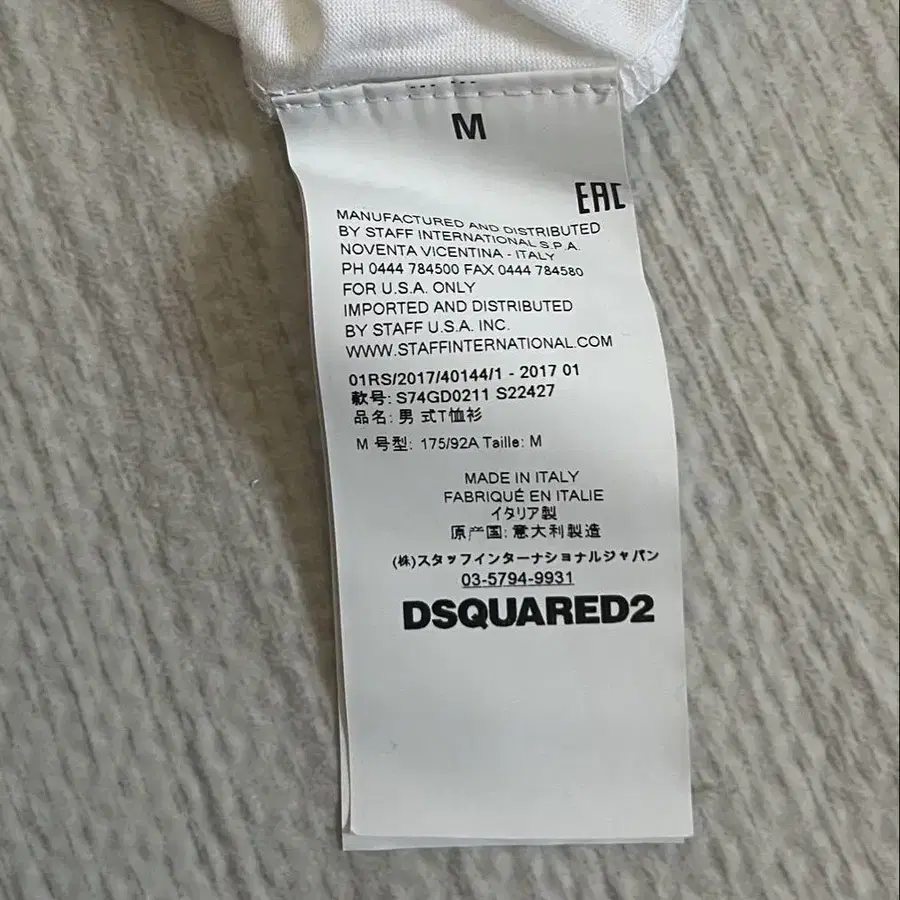 M
EAC
MANUFACTURED AND DISTRIBUTED
BY STAFF INTERNATIONAL S.P.A.
NOVENTA VICENTINA - ITALY
PH 0444 784500 FAX 0444 784580
FOR U.S.A. ONLY
IMPORTED AND DISTRIBUTED
BY STAFF U.S.A. INC.
WWW.STAFFINTERNATIONAL.COM
01RS/2017/40144/1 - 2017 01
款号: S74GD0211 S22427
品名: 男 式T恤衫
M 号型: 175/92A Taille: M
MADE IN ITALY
FABRIQUÉ EN ITALIE
イタリア製
原产国: 意大利製造
(株)スタッフインターナショナルジャパン
03-5794-9931
DSQUARED2